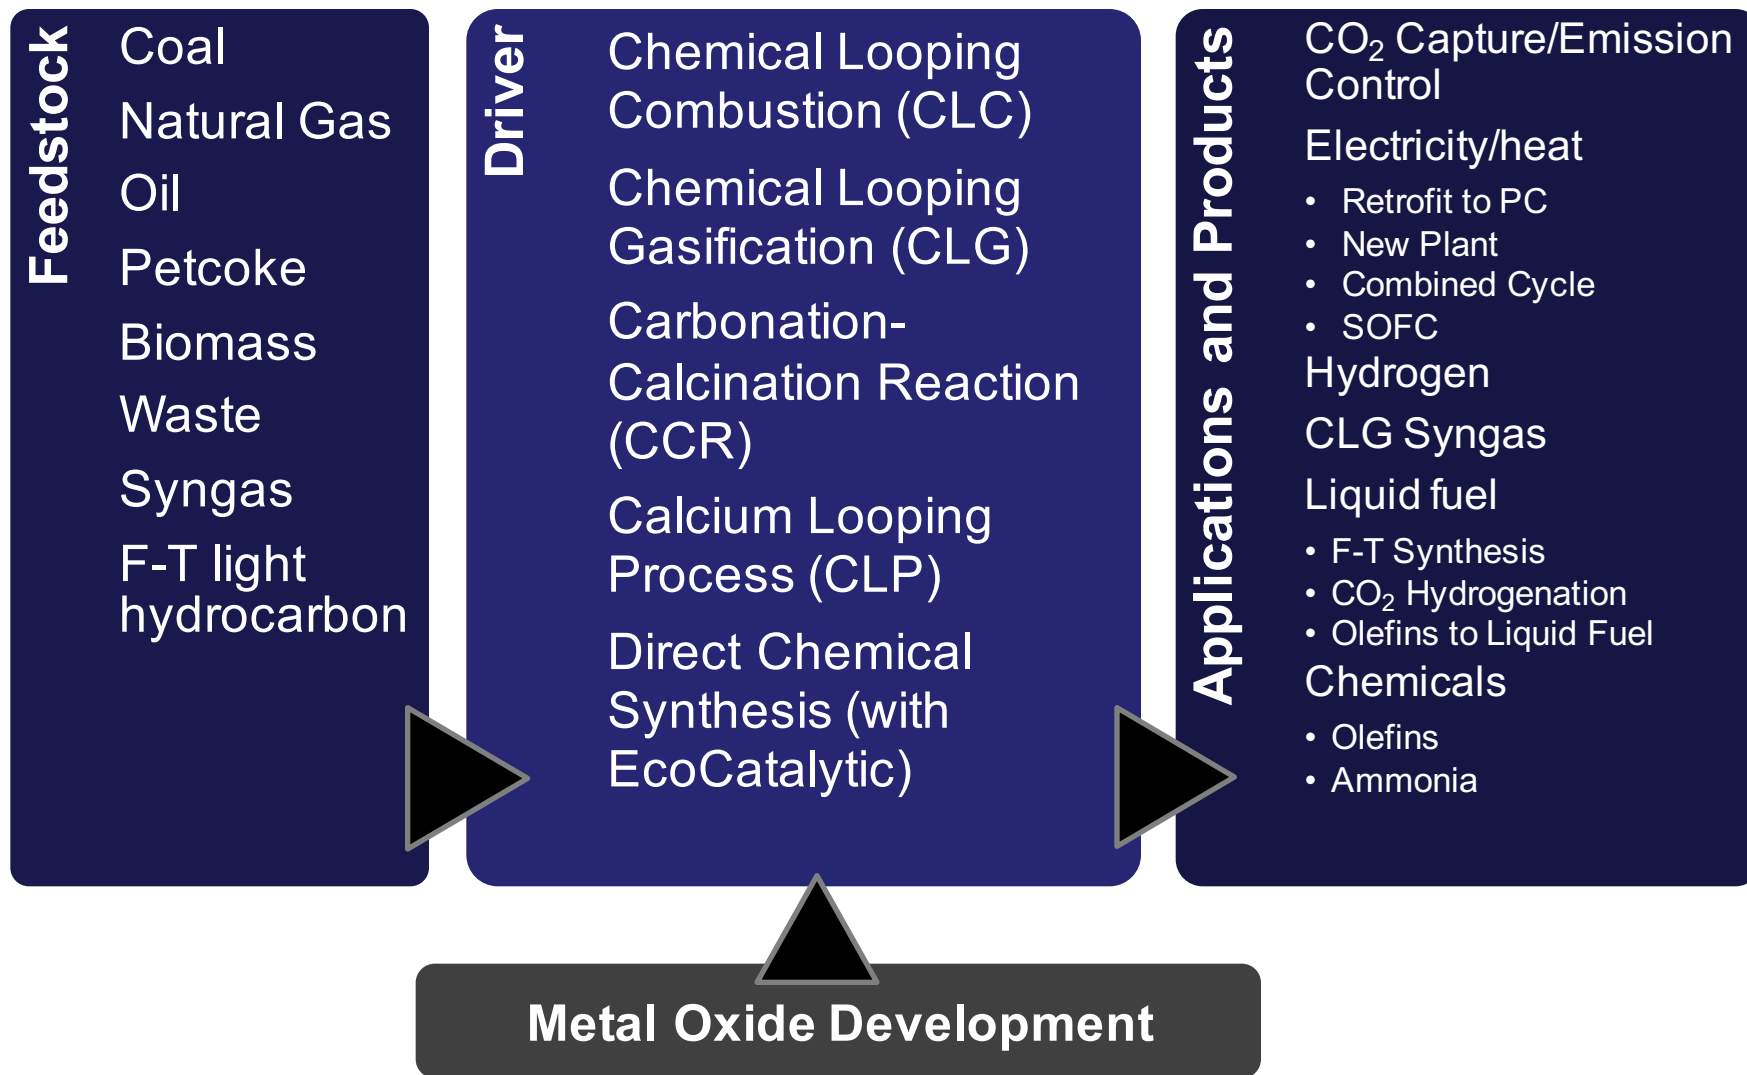 Feedstock
Coal
Natural Gas
Oil
Petcoke
Biomass
Waste
Syngas
F-T light
hydrocarbon
Driver
Chemical Looping
Combustion (CLC)
Chemical Looping
Gasification (CLG)
Carbonation-
Calcination Reaction
(CCR)
Calcium Looping
Process (CLP)
Direct Chemical
Synthesis (with
EcoCatalytic)
Applications and Products
CO₂ Capture/Emission
Control
Electricity/heat
• Retrofit to PC
• New Plant
• Combined Cycle
• SOFC
Hydrogen
CLG Syngas
Liquid fuel
• F-T Synthesis
• CO₂ Hydrogenation
• Olefins to Liquid Fuel
Chemicals
• Olefins
• Ammonia
Metal Oxide Development